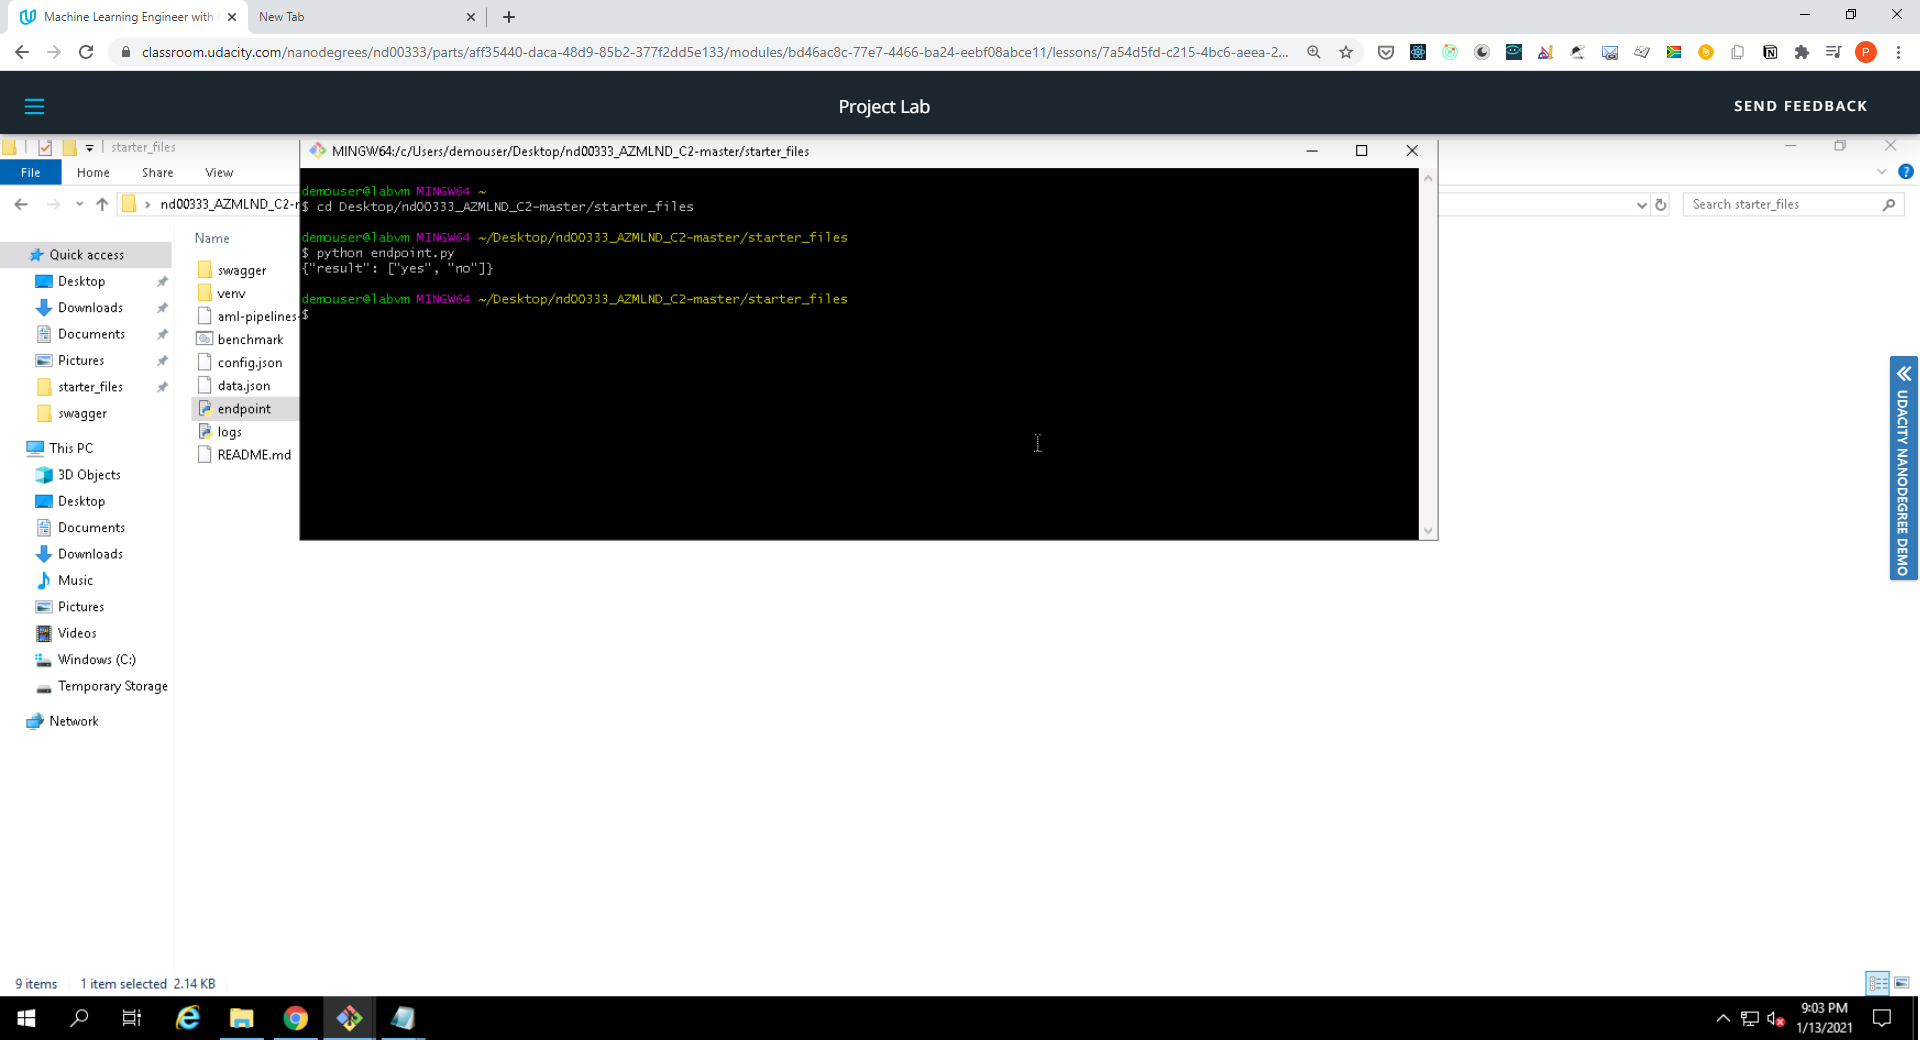 Machine Learning Engineer with
New Tab
classroom.udacity.com/nanodegrees/nd00333/parts/aff35440-daca-48d9-85b2-377f2dd5e133/modules/bd46ac8c-77e7-4466-ba24-eebf08abce11/lessons/7a54d5fd-c215-4bc6-aeea-2...
P
Project Lab
SEND FEEDBACK
starter_files
MINGW64:/c/Users/demouser/Desktop/nd00333_AZMLND_C2-master/starter_files
File
Home
Share
View
nd00333_AZMLND_C2-r
Search starter_files
demouser@labvm MINGW64 ~
$ cd Desktop/nd00333_AZMLND_C2-master/starter_files
demouser@labvm MINGW64 ~/Desktop/nd00333_AZMLND_C2-master/starter_files
$ python endpoint.py
{"result": ["yes", "no"]}
demouser@labvm MINGW64 ~/Desktop/nd00333_AZMLND_C2-master/starter_files
$
Quick access
Desktop
Downloads
Documents
Pictures
starter_files
swagger
This PC
3D Objects
Desktop
Documents
Downloads
Music
Pictures
Videos
Windows (C:)
Temporary Storage
Network
Name
swagger
venv
aml-pipelines-
benchmark
config.json
data.json
endpoint
logs
README.md
UDACITY NANODEGREE DEMO
9 items
1 item selected 2.14 KB
9:03 PM
1/13/2021